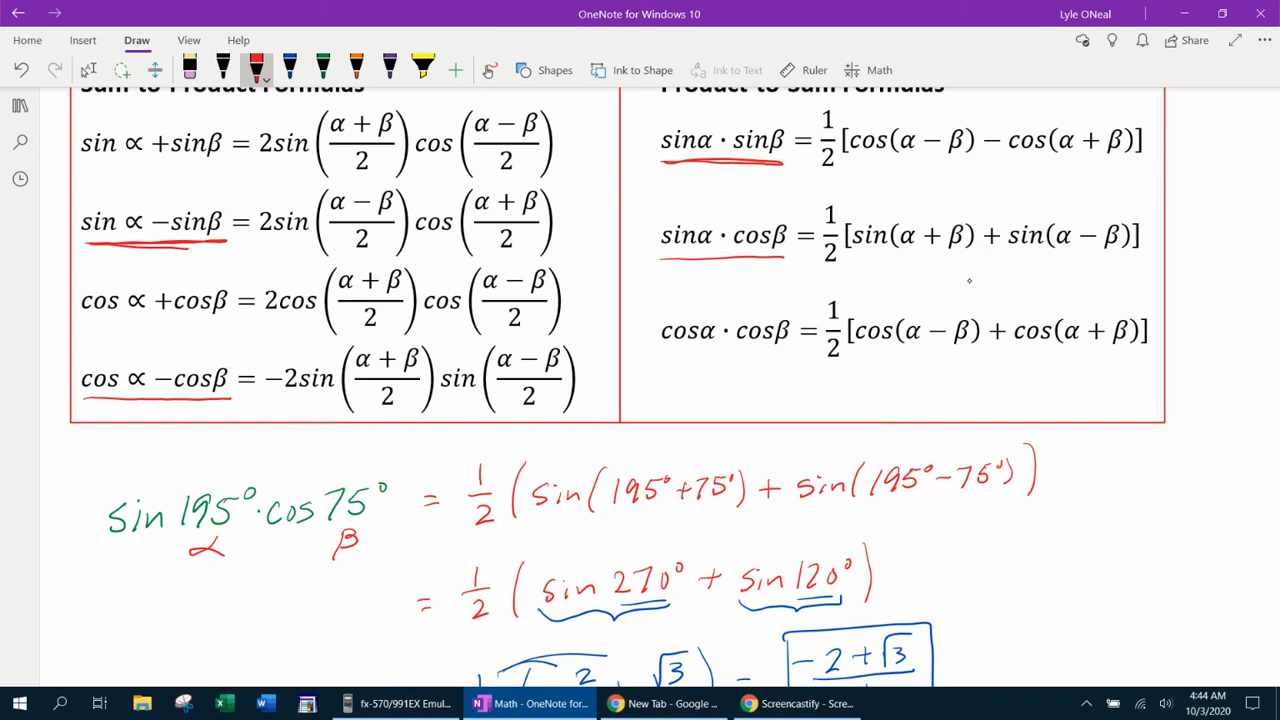 OneNote for Windows 10
Lyle ONeal
Home Insert Draw View Help
Share
Shapes Ink to Shape Ink to Text Ruler Math
Sum-to-Product Formulas
sin ∝ +sinβ = 2sin((α + β)/2) cos((α − β)/2)
sin ∝ −sinβ = 2sin((α − β)/2) cos((α + β)/2)
cos ∝ +cosβ = 2cos((α + β)/2) cos((α − β)/2)
cos ∝ −cosβ = −2sin((α + β)/2) sin((α − β)/2)
Product-to-Sum Formulas
sinα · sinβ = 1/2 [cos(α − β) − cos(α + β)]
sinα · cosβ = 1/2 [sin(α + β) + sin(α − β)]
cosα · cosβ = 1/2 [cos(α − β) + cos(α + β)]
sin 195° · cos 75° = 1/2 (sin(195° + 75°) + sin(195° − 75°))
α β
= 1/2 (sin 270° + sin 120°)
2 + √3) = −2 + √3
fx-570/991EX Emul... Math - OneNote for... New Tab - Google ... Screencastify - Scre...
4:44 AM
10/3/2020